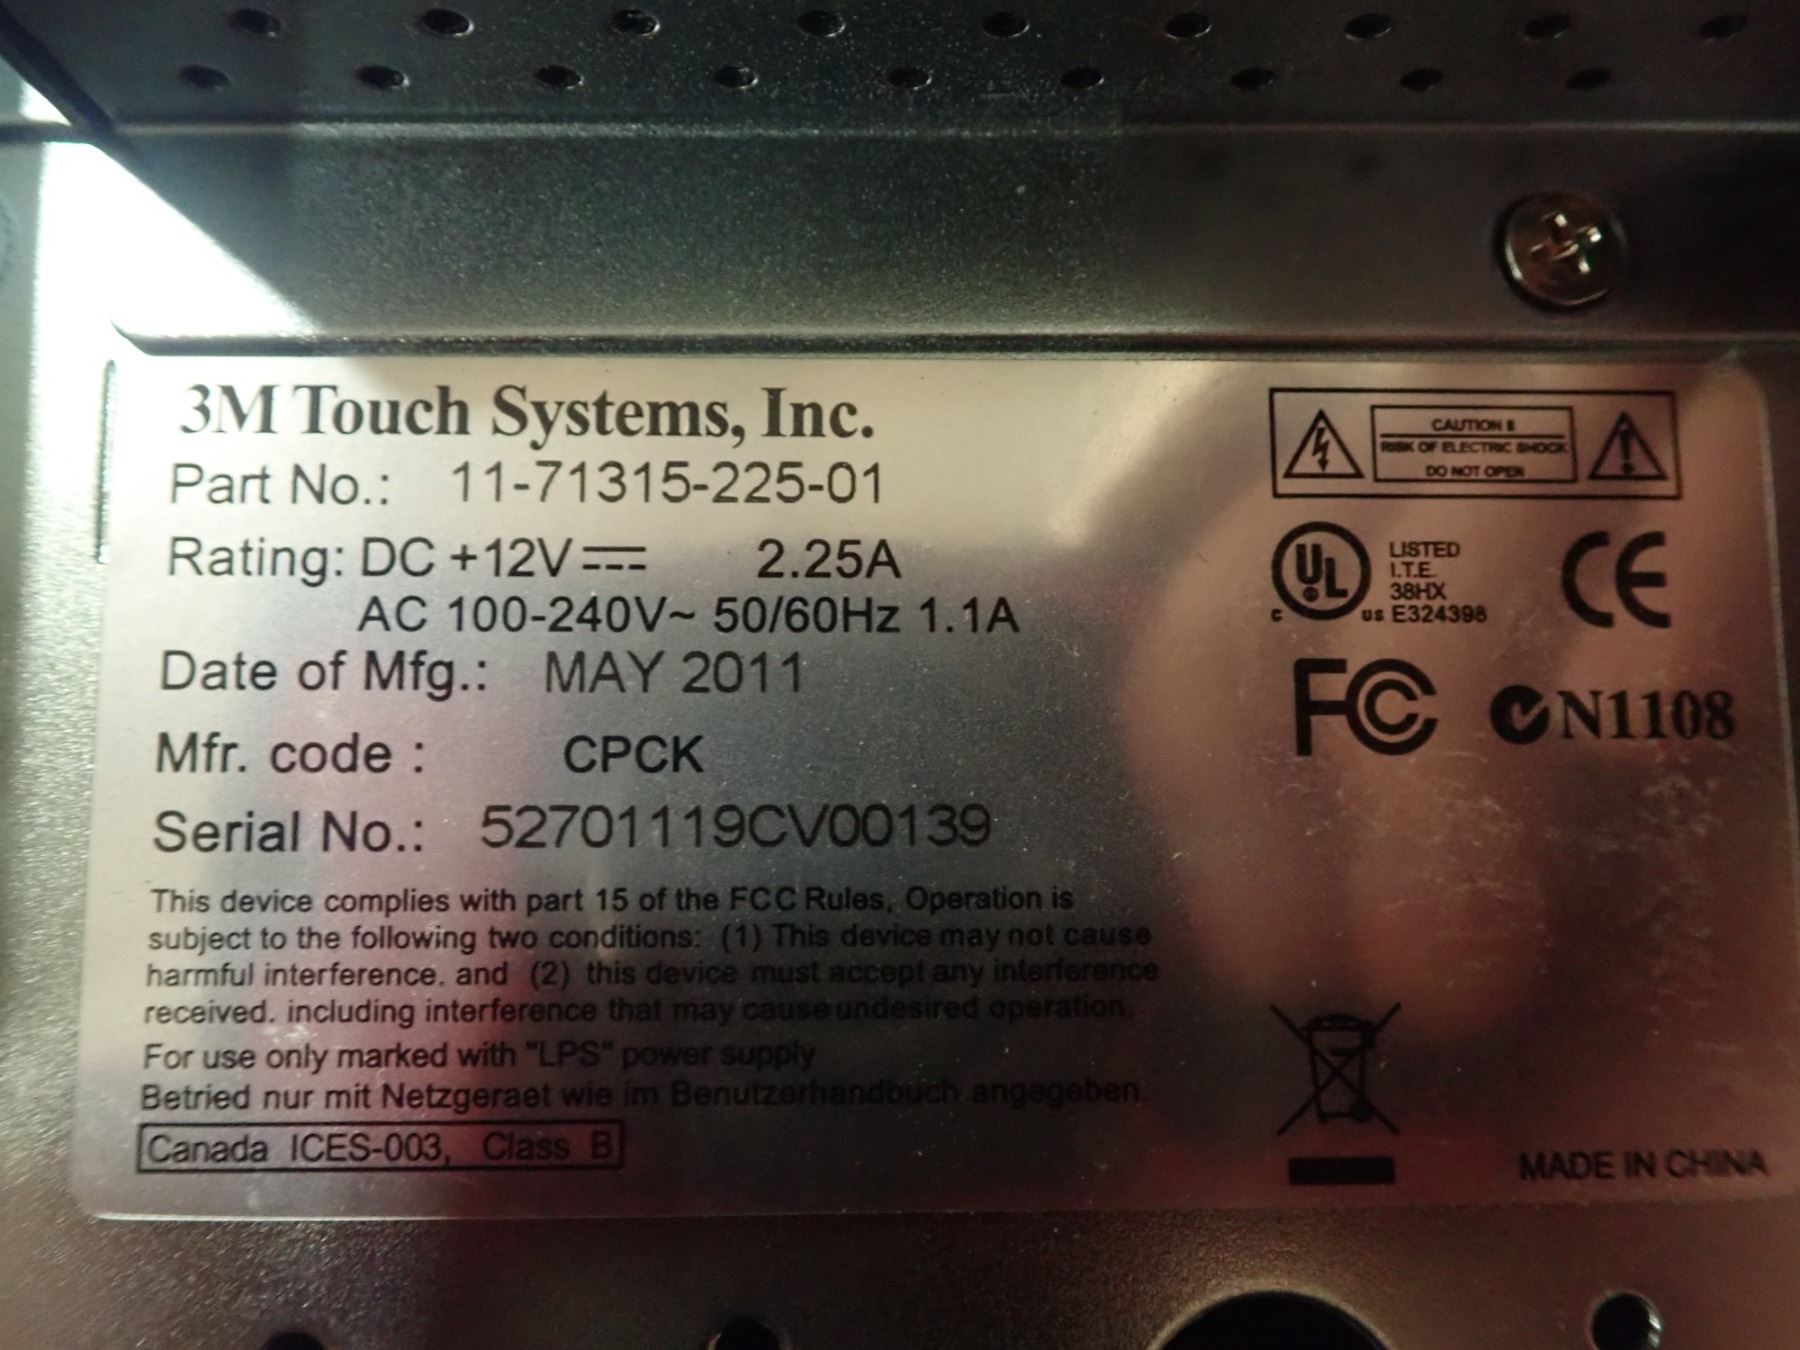 3M Touch Systems, Inc.
Part No.: 11-71315-225-01
Rating: DC +12V⎓ 2.25A
AC 100-240V~ 50/60Hz 1.1A
Date of Mfg.: MAY 2011
Mfr. code : CPCK
Serial No.: 52701119CV00139
This device complies with part 15 of the FCC Rules, Operation is
subject to the following two conditions: (1) This device may not cause
harmful interference. and (2) this device must accept any interference
received. including interference that may cause undesired operation.
For use only marked with "LPS" power supply
Betried nur mit Netzgeraet wie im Benutzerhandbuch angegeben.
Canada ICES-003, Class B
CAUTION
RISK OF ELECTRIC SHOCK
DO NOT OPEN
c UL us
LISTED
I.T.E.
38HX
E324398
CE
FC
N1108
MADE IN CHINA